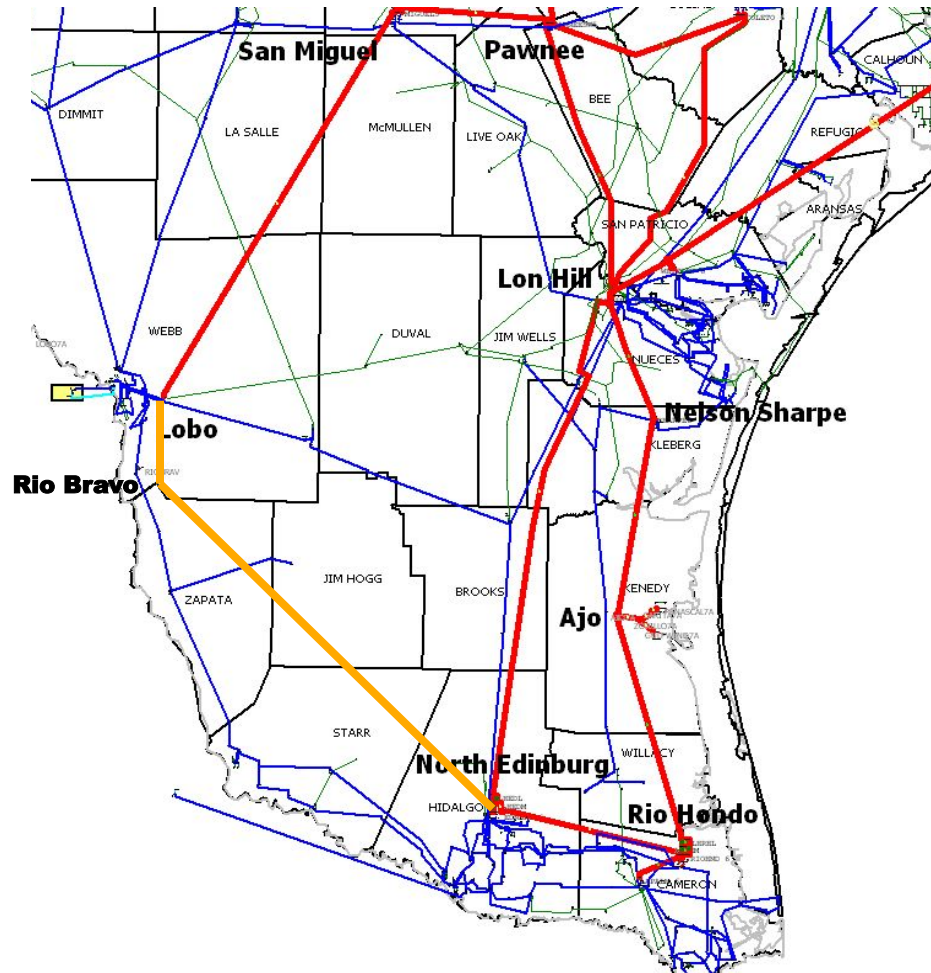 San Miguel
Pawnee
CALHOUN
DIMMIT
LA SALLE
McMULLEN
BEE
LIVE OAK
REFUGIO
ARANSAS
SAN PATRICIO
Lon Hill
WEBB
DUVAL
JIM WELLS
NUECES
Lobo
Nelson Sharpe
KLEBERG
Rio Bravo
JIM HOGG
BROOKS
KENEDY
ZAPATA
Ajo
STARR
WILLACY
North Edinburg
HIDALGO
Rio Hondo
CAMERON